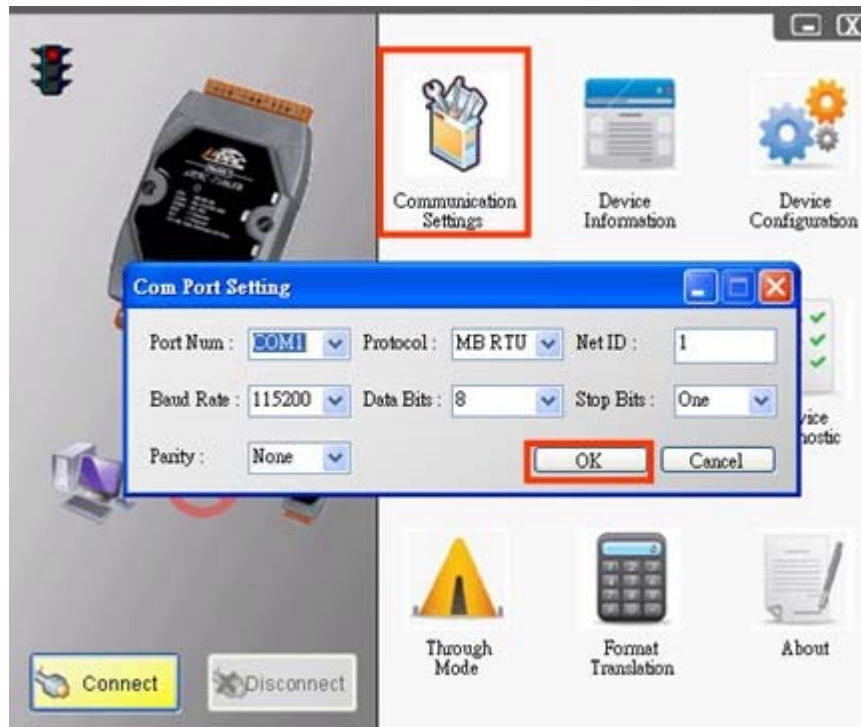 Communication
Settings
Device
Information
Device
Configuration
Com Port Setting
Port Num : COM1 Protocol : MB RTU Net ID : 1
Baud Rate : 115200 Data Bits : 8 Stop Bits : One
Parity : None OK Cancel
vice
nostic
Through
Mode
Format
Translation
About
Connect Disconnect